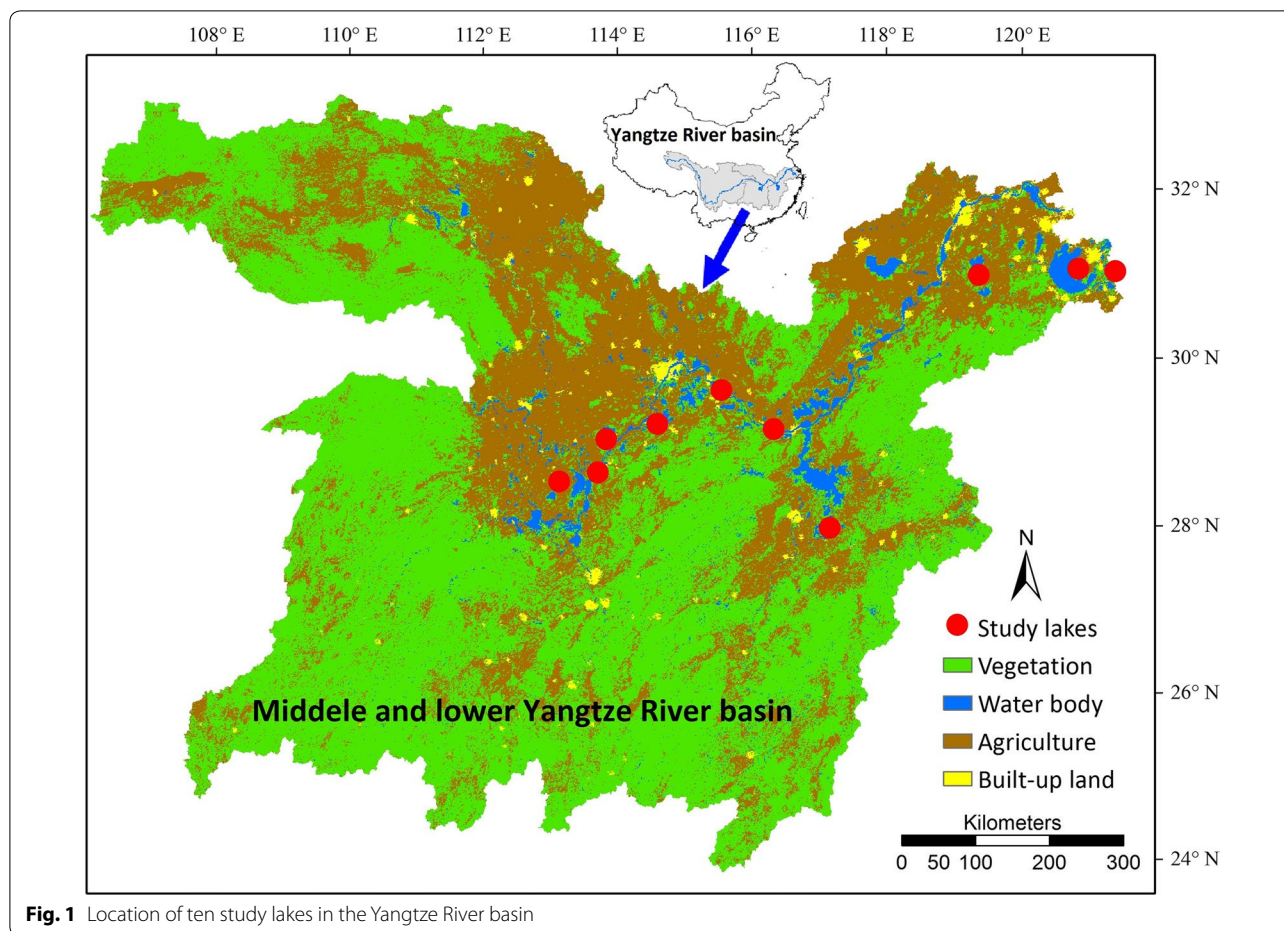 108° E 110° E 112° E 114° E 116° E 118° E 120° E
Yangtze River basin
32° N
30° N
28° N
N
Study lakes
Vegetation
Water body
26° N
Middele and lower Yangtze River basin
Agriculture
Built-up land
Kilometers
0 50 100 200 300
24° N
Fig. 1 Location of ten study lakes in the Yangtze River basin